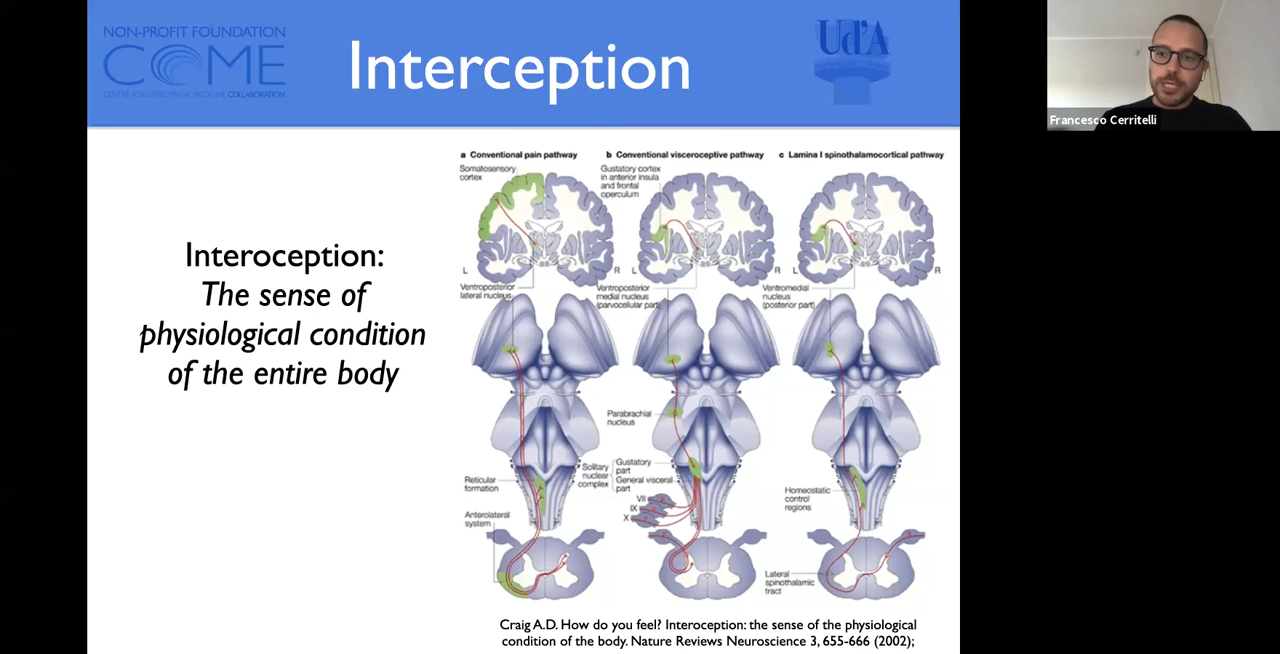 NON-PROFIT FOUNDATION
COME
CENTRE FOR OSTEOPATHIC MEDICINE COLLABORATION
Interception
Ud'A
Francesco Cerritelli
Interoception:
The sense of
physiological condition
of the entire body
a Conventional pain pathway
Somatosensory
cortex
L
R
Ventroposterior
lateral nucleus
Reticular
formation
Anterolateral
system
b Conventional visceroceptive pathway
Gustatory cortex
in anterior insula
and frontal
operculum
L
R
Ventroposterior
medial nucleus
(parvocellular part)
Parabrachial
nucleus
Solitary
nuclear
complex
Gustatory
part
General visceral
part
VII
IX
X
c Lamina I spinothalamocortical pathway
L
R
Ventromedial
nucleus
(posterior part)
Homeostatic
control
regions
Lateral
spinothalamic
tract
Craig A.D. How do you feel? Interoception: the sense of the physiological
condition of the body. Nature Reviews Neuroscience 3, 655-666 (2002);